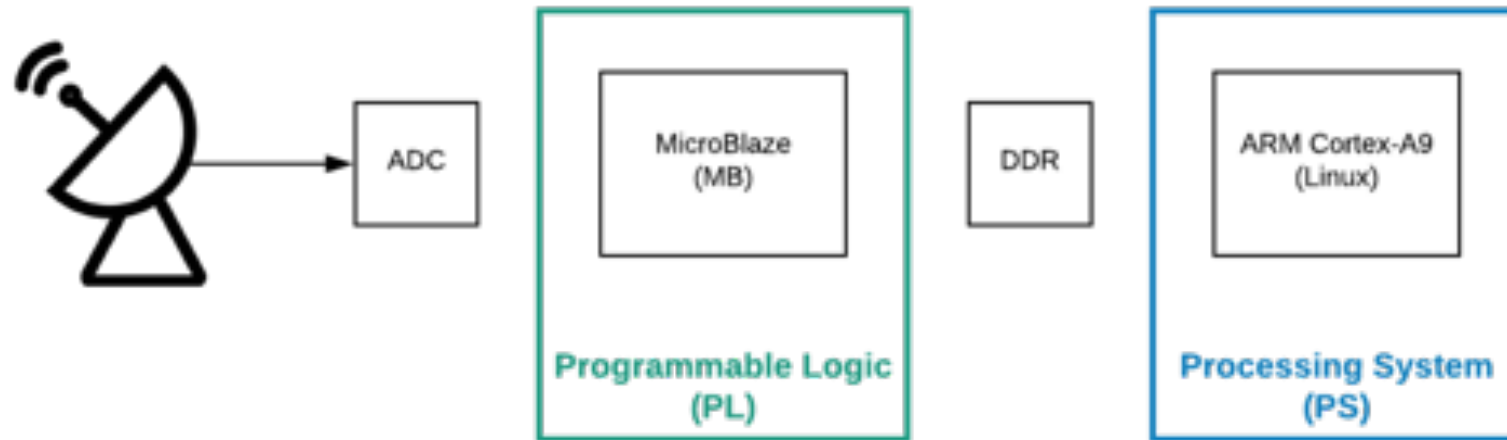 ADC
MicroBlaze
(MB)
Programmable Logic
(PL)
DDR
ARM Cortex-A9
(Linux)
Processing System
(PS)